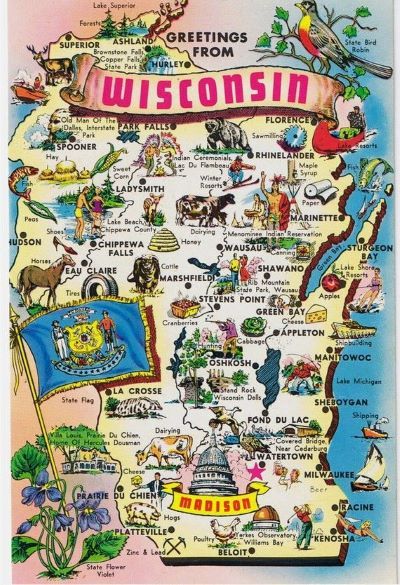 Lake Superior
Forests
SUPERIOR
ASHLAND
GREETINGS
FROM
Brownstone Falls
Copper Falls
State Park
HURLEY
State Bird
Robin
WISCONSIN
Old Man Of The
Dalles, Interstate
Park
PARK FALLS
FLORENCE
Sawmilling
Lake Resorts
SPOONER
Hay
Indian Ceremonials,
Lac Du Flambeau
RHINELANDER
Fish
Sweet
Corn
Winter
Resorts
Maple
Syrup
LADYSMITH
Paper
Peas
Shoes
Lake Beach,
Chippewa County
Dairying
MARINETTE
Menominee Indian Reservation
HUDSON
CHIPPEWA
FALLS
Honey
WAUSAU
Canning
Green Bay
STURGEON
BAY
Horses
EAU CLAIRE
Cattle
MARSHFIELD
SHAWANO
Rib Mountain
State Park, Wausau
Lake Shore
Resorts
Tires
STEVENS POINT
Apples
GREEN BAY
Cranberries
Cheese
Cabbage
APPLETON
Shipbuilding
OSHKOSH
MANITOWOC
Stand Rock
Wisconsin Dells
Lake Michigan
State Flag
LA CROSSE
SHEBOYGAN
FOND DU LAC
Shipping
Villa Louis, Prairie Du Chien,
Home Of Hercules Dousman
Dairying
Covered Bridge,
Near Cedarburg
WATERTOWN
Cheese
MILWAUKEE
PRAIRIE DU CHIEN
MADISON
Beer
RACINE
Hogs
PLATTEVILLE
Poultry
Yerkes Observatory,
Williams Bay
KENOSHA
Zinc & Lead
BELOIT
State Flower
Violet